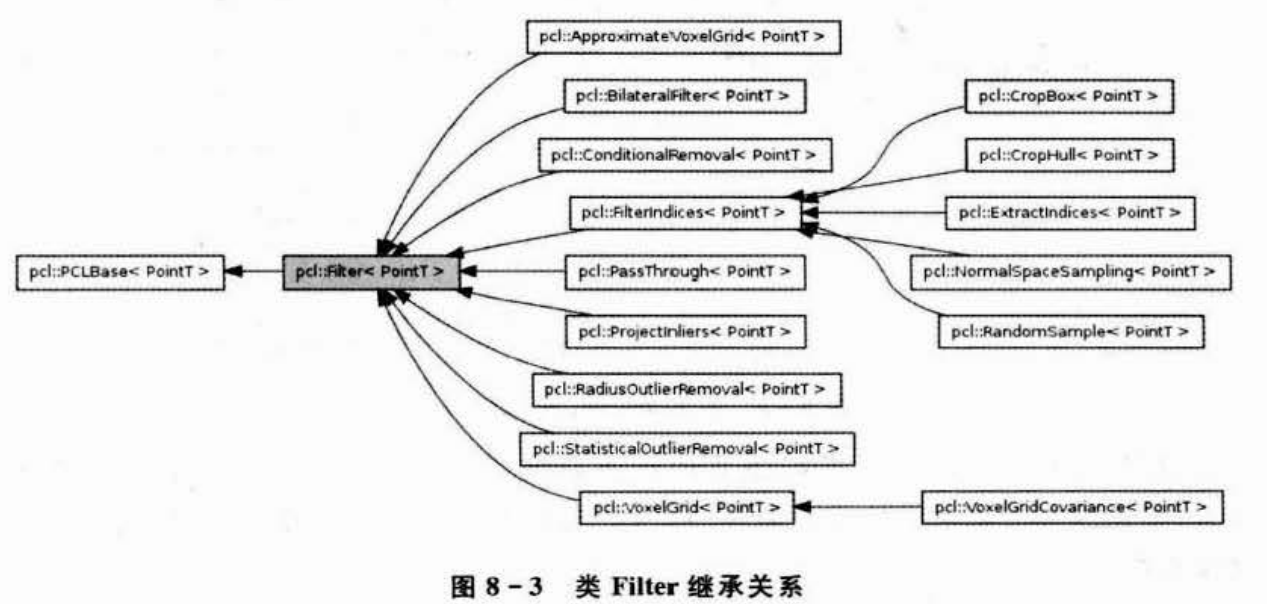 pcl::ApproximateVoxelGrid< PointT >
pcl::BilateralFilter< PointT >
pcl::CropBox< PointT >
pcl::ConditionalRemoval< PointT >
pcl::CropHull< PointT >
pcl::FilterIndices< PointT >
pcl::ExtractIndices< PointT >
pcl::PCLBase< PointT >
pcl::Filter< PointT >
pcl::PassThrough< PointT >
pcl::NormalSpaceSampling< PointT >
pcl::ProjectInliers< PointT >
pcl::RandomSample< PointT >
pcl::RadiusOutlierRemoval< PointT >
pcl::StatisticalOutlierRemoval< PointT >
pcl::VoxelGrid< PointT >
pcl::VoxelGridCovariance< PointT >
图 8-3 类 Filter 继承关系